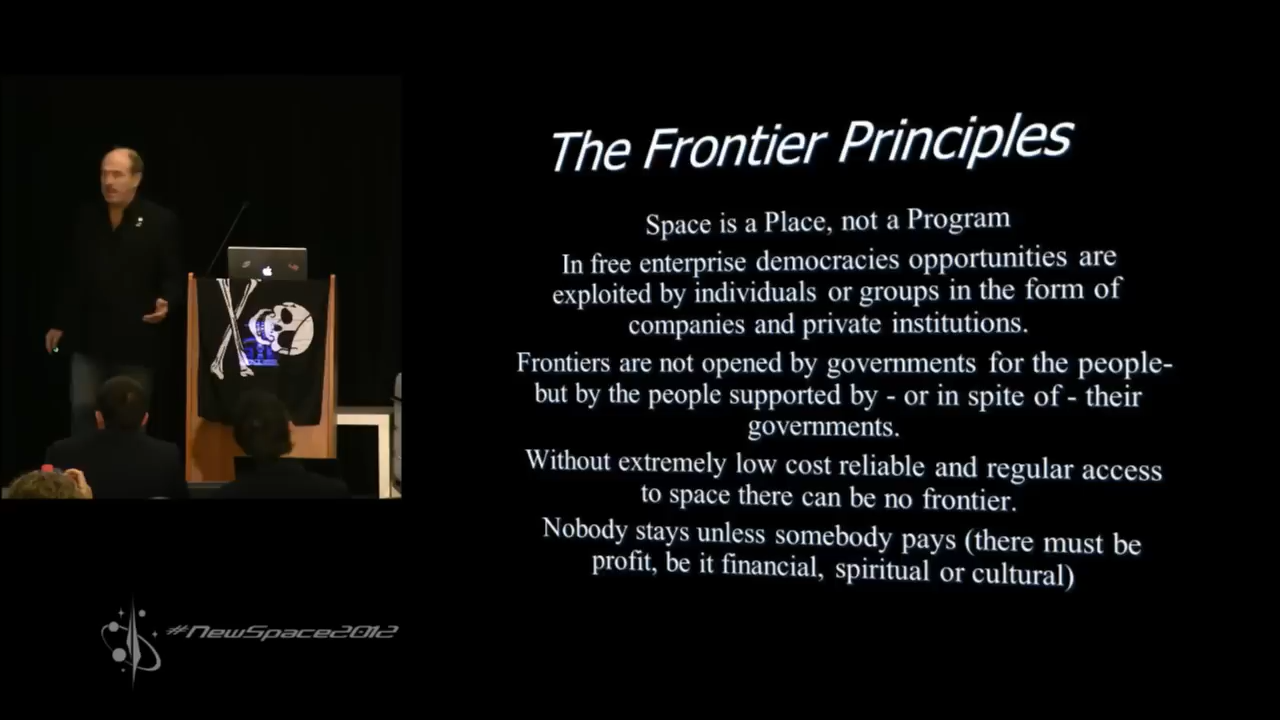 The Frontier Principles
Space is a Place, not a Program
In free enterprise democracies opportunities are
exploited by individuals or groups in the form of
companies and private institutions.
Frontiers are not opened by governments for the people-
but by the people supported by - or in spite of - their
governments.
Without extremely low cost reliable and regular access
to space there can be no frontier.
Nobody stays unless somebody pays (there must be
profit, be it financial, spiritual or cultural)
#NewSpace2012